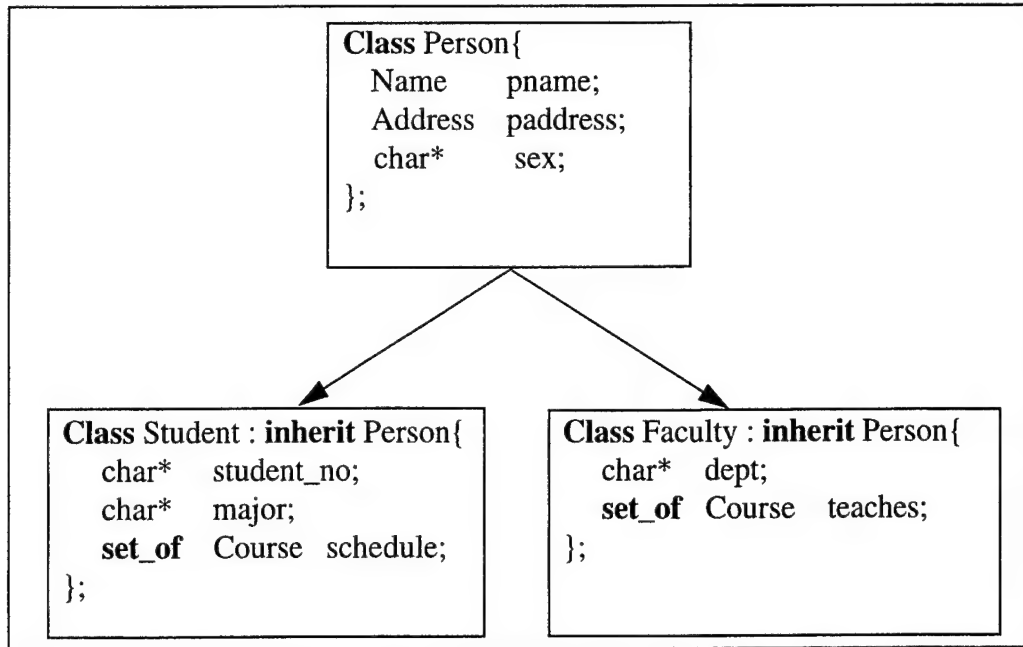 Class Person{
Name pname;
Address paddress;
char* sex;
};
Class Student : inherit Person{
char* student_no;
char* major;
set_of Course schedule;
};
Class Faculty : inherit Person{
char* dept;
set_of Course teaches;
};